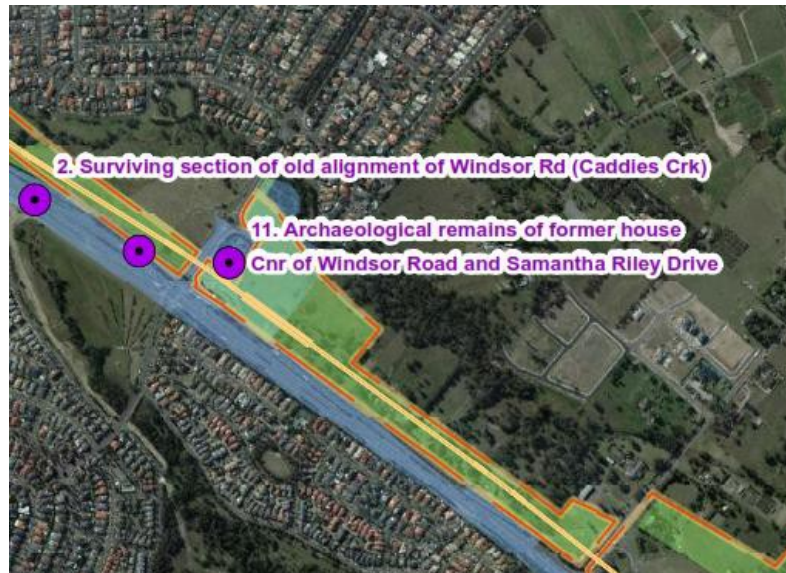 2. Surviving section of old alignment of Windsor Rd (Caddies Crk)
11. Archaeological remains of former house
Cnr of Windsor Road and Samantha Riley Drive